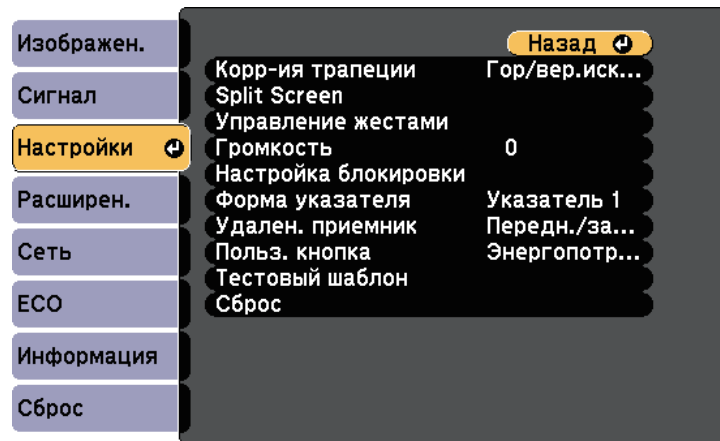 Изображен.
Сигнал
Настройки
Расширен.
Сеть
ECO
Информация
Сброс
Назад
Корр-ия трапеции Гор/вер.иск...
Split Screen
Управление жестами
Громкость 0
Настройка блокировки
Форма указателя Указатель 1
Удален. приемник Передн./за...
Польз. кнопка Энергопотр...
Тестовый шаблон
Сброс